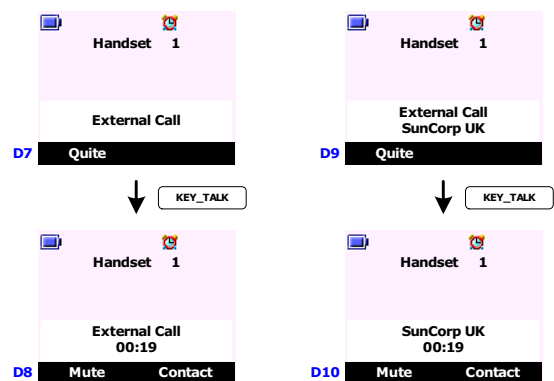 Handset 1
External Call
D7 Quite
KEY_TALK
Handset 1
External Call
00:19
D8 Mute Contact
Handset 1
External Call
SunCorp UK
D9 Quite
KEY_TALK
Handset 1
SunCorp UK
00:19
D10 Mute Contact